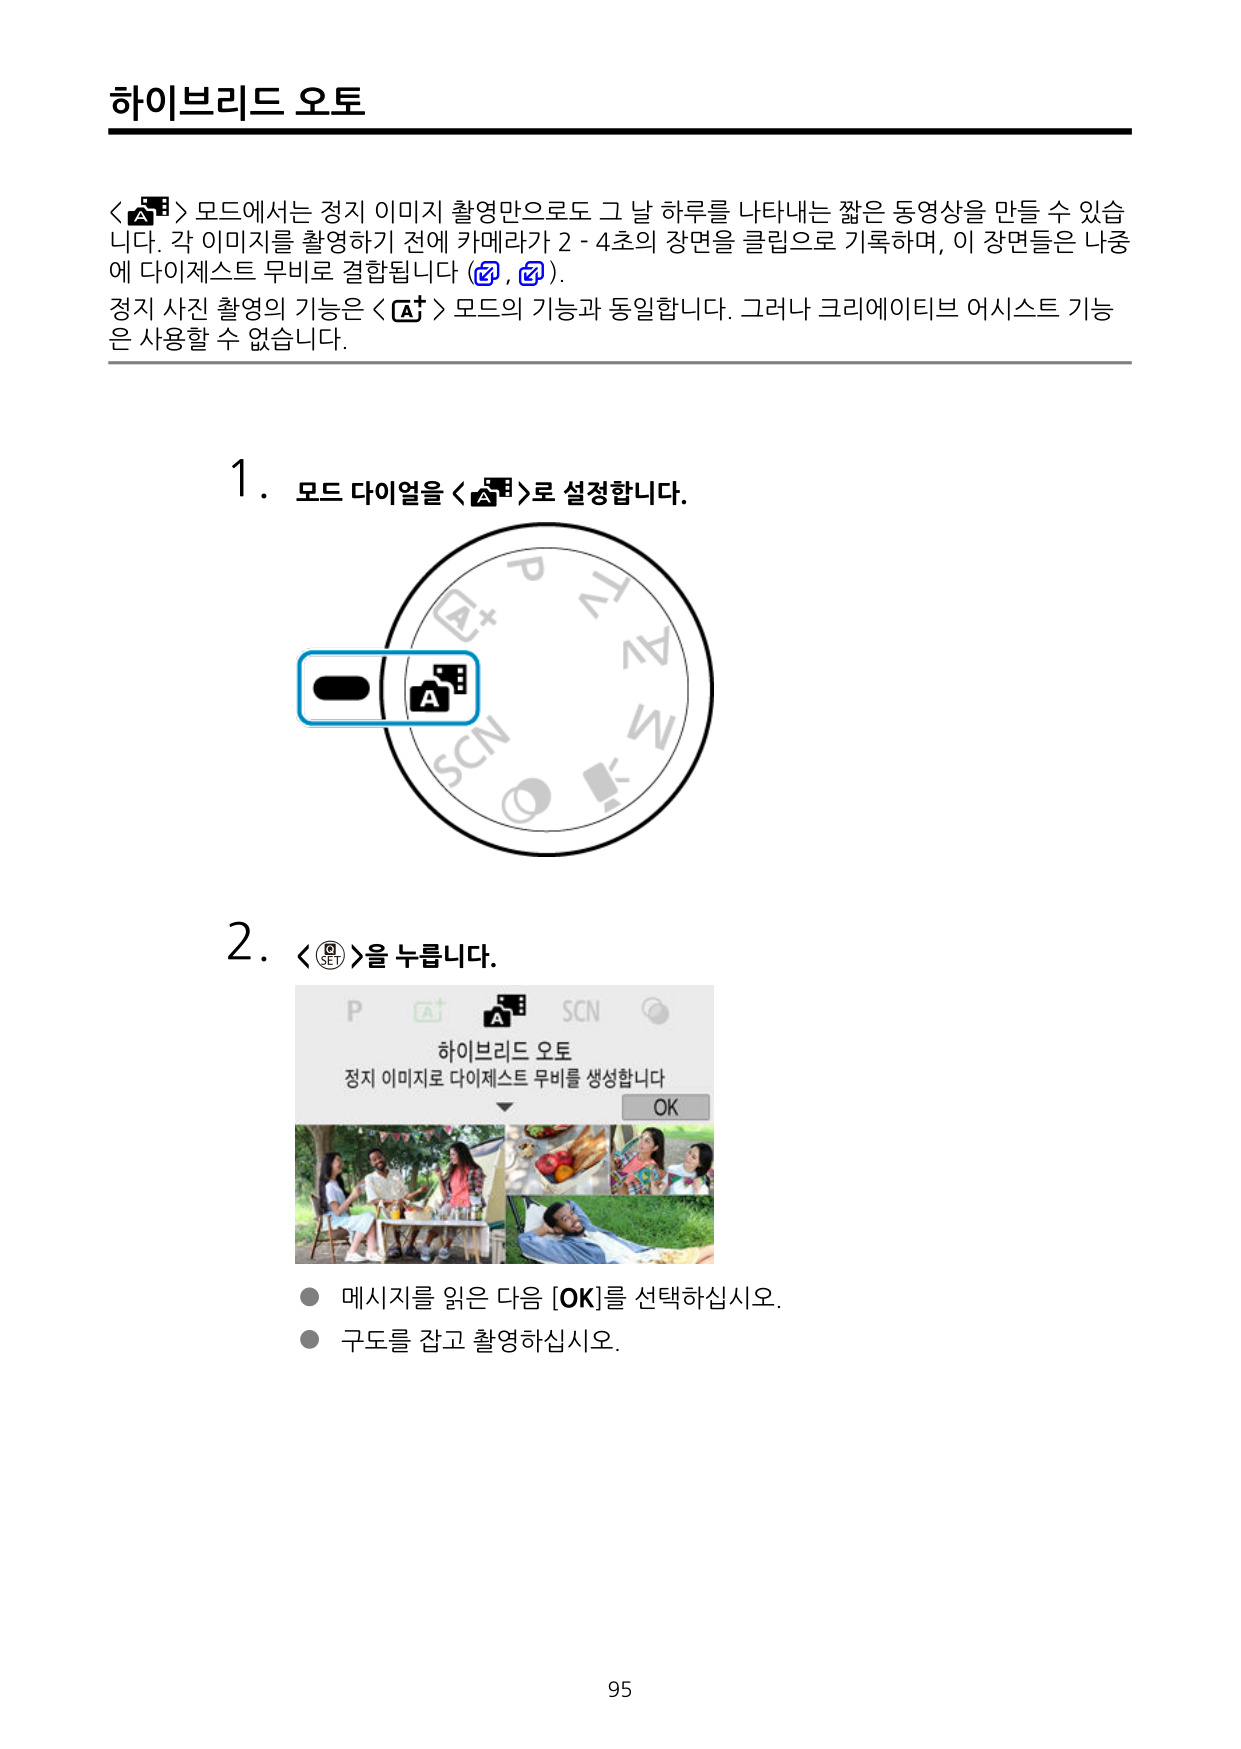 하이브리드 오토
< A > 모드에서는 정지 이미지 촬영만으로도 그 날 하루를 나타내는 짧은 동영상을 만들 수 있습
니다. 각 이미지를 촬영하기 전에 카메라가 2 - 4초의 장면을 클립으로 기록하며, 이 장면들은 나중
에 다이제스트 무비로 결합됩니다 ( , ).
정지 사진 촬영의 기능은 < A+ > 모드의 기능과 동일합니다. 그러나 크리에이티브 어시스트 기능
은 사용할 수 없습니다.
1. 모드 다이얼을 < A >로 설정합니다.
P
Tv
A+
Av
A
M
SCN
2. < Q SET >을 누릅니다.
P A+ A SCN
하이브리드 오토
정지 이미지로 다이제스트 무비를 생성합니다
OK
● 메시지를 읽은 다음 [OK]를 선택하십시오.
● 구도를 잡고 촬영하십시오.
95